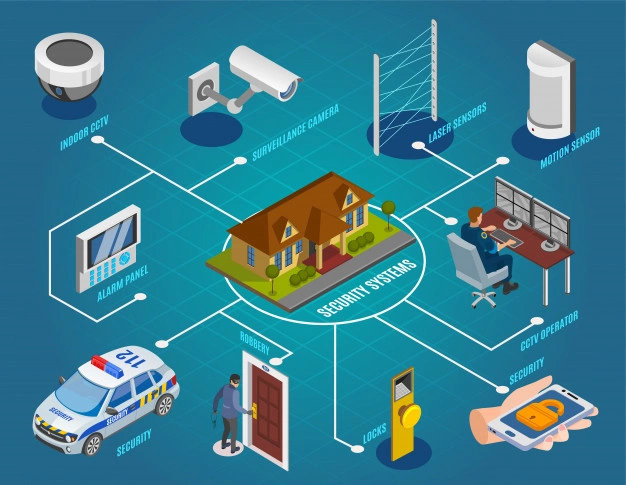 INDOOR CCTV
SURVEILLANCE CAMERA
LASER SENSORS
MOTION SENSOR
ALARM PANEL
SECURITY SYSTEMS
CCTV OPERATOR
ROBBERY
SECURITY
112
SECURITY
SECURITY
SECURITY
LOCKS